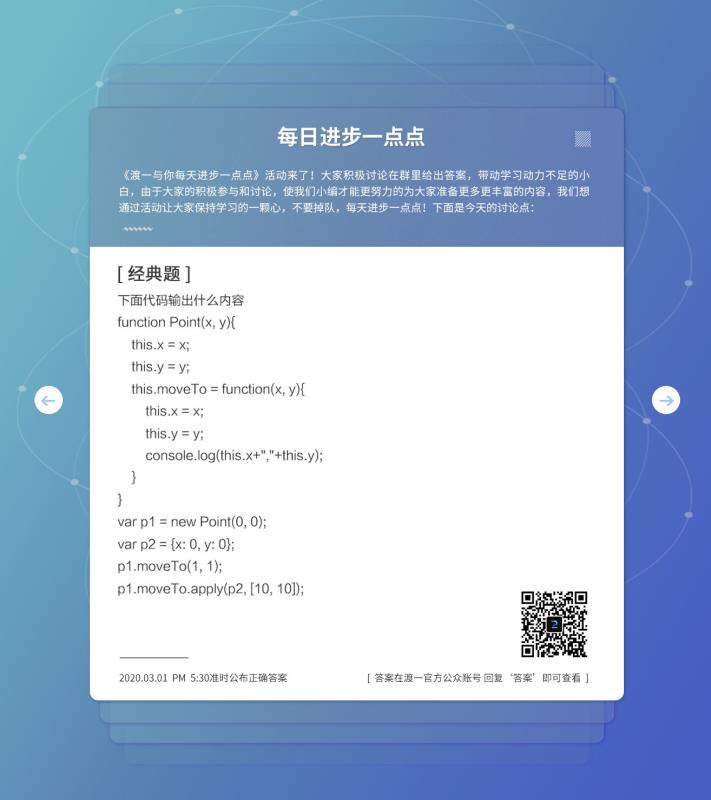 每日进步一点点
《渡一与你每天进步一点点》活动来了！大家积极讨论在群里给出答案，带动学习动力不足的小
白，由于大家的积极参与和讨论，使我们小编才能更努力的为大家准备更多更丰富的内容，我们想
通过活动让大家保持学习的一颗心，不要掉队，每天进步一点点！下面是今天的讨论点：
[ 经典题 ]
下面代码输出什么内容
function Point(x, y){
    this.x = x;
    this.y = y;
    this.moveTo = function(x, y){
        this.x = x;
        this.y = y;
        console.log(this.x+","+this.y);
    }
}
var p1 = new Point(0, 0);
var p2 = {x: 0, y: 0};
p1.moveTo(1, 1);
p1.moveTo.apply(p2, [10, 10]);
2020.03.01 PM 5:30准时公布正确答案
[ 答案在渡一官方公众账号 回复‘答案’即可查看 ]